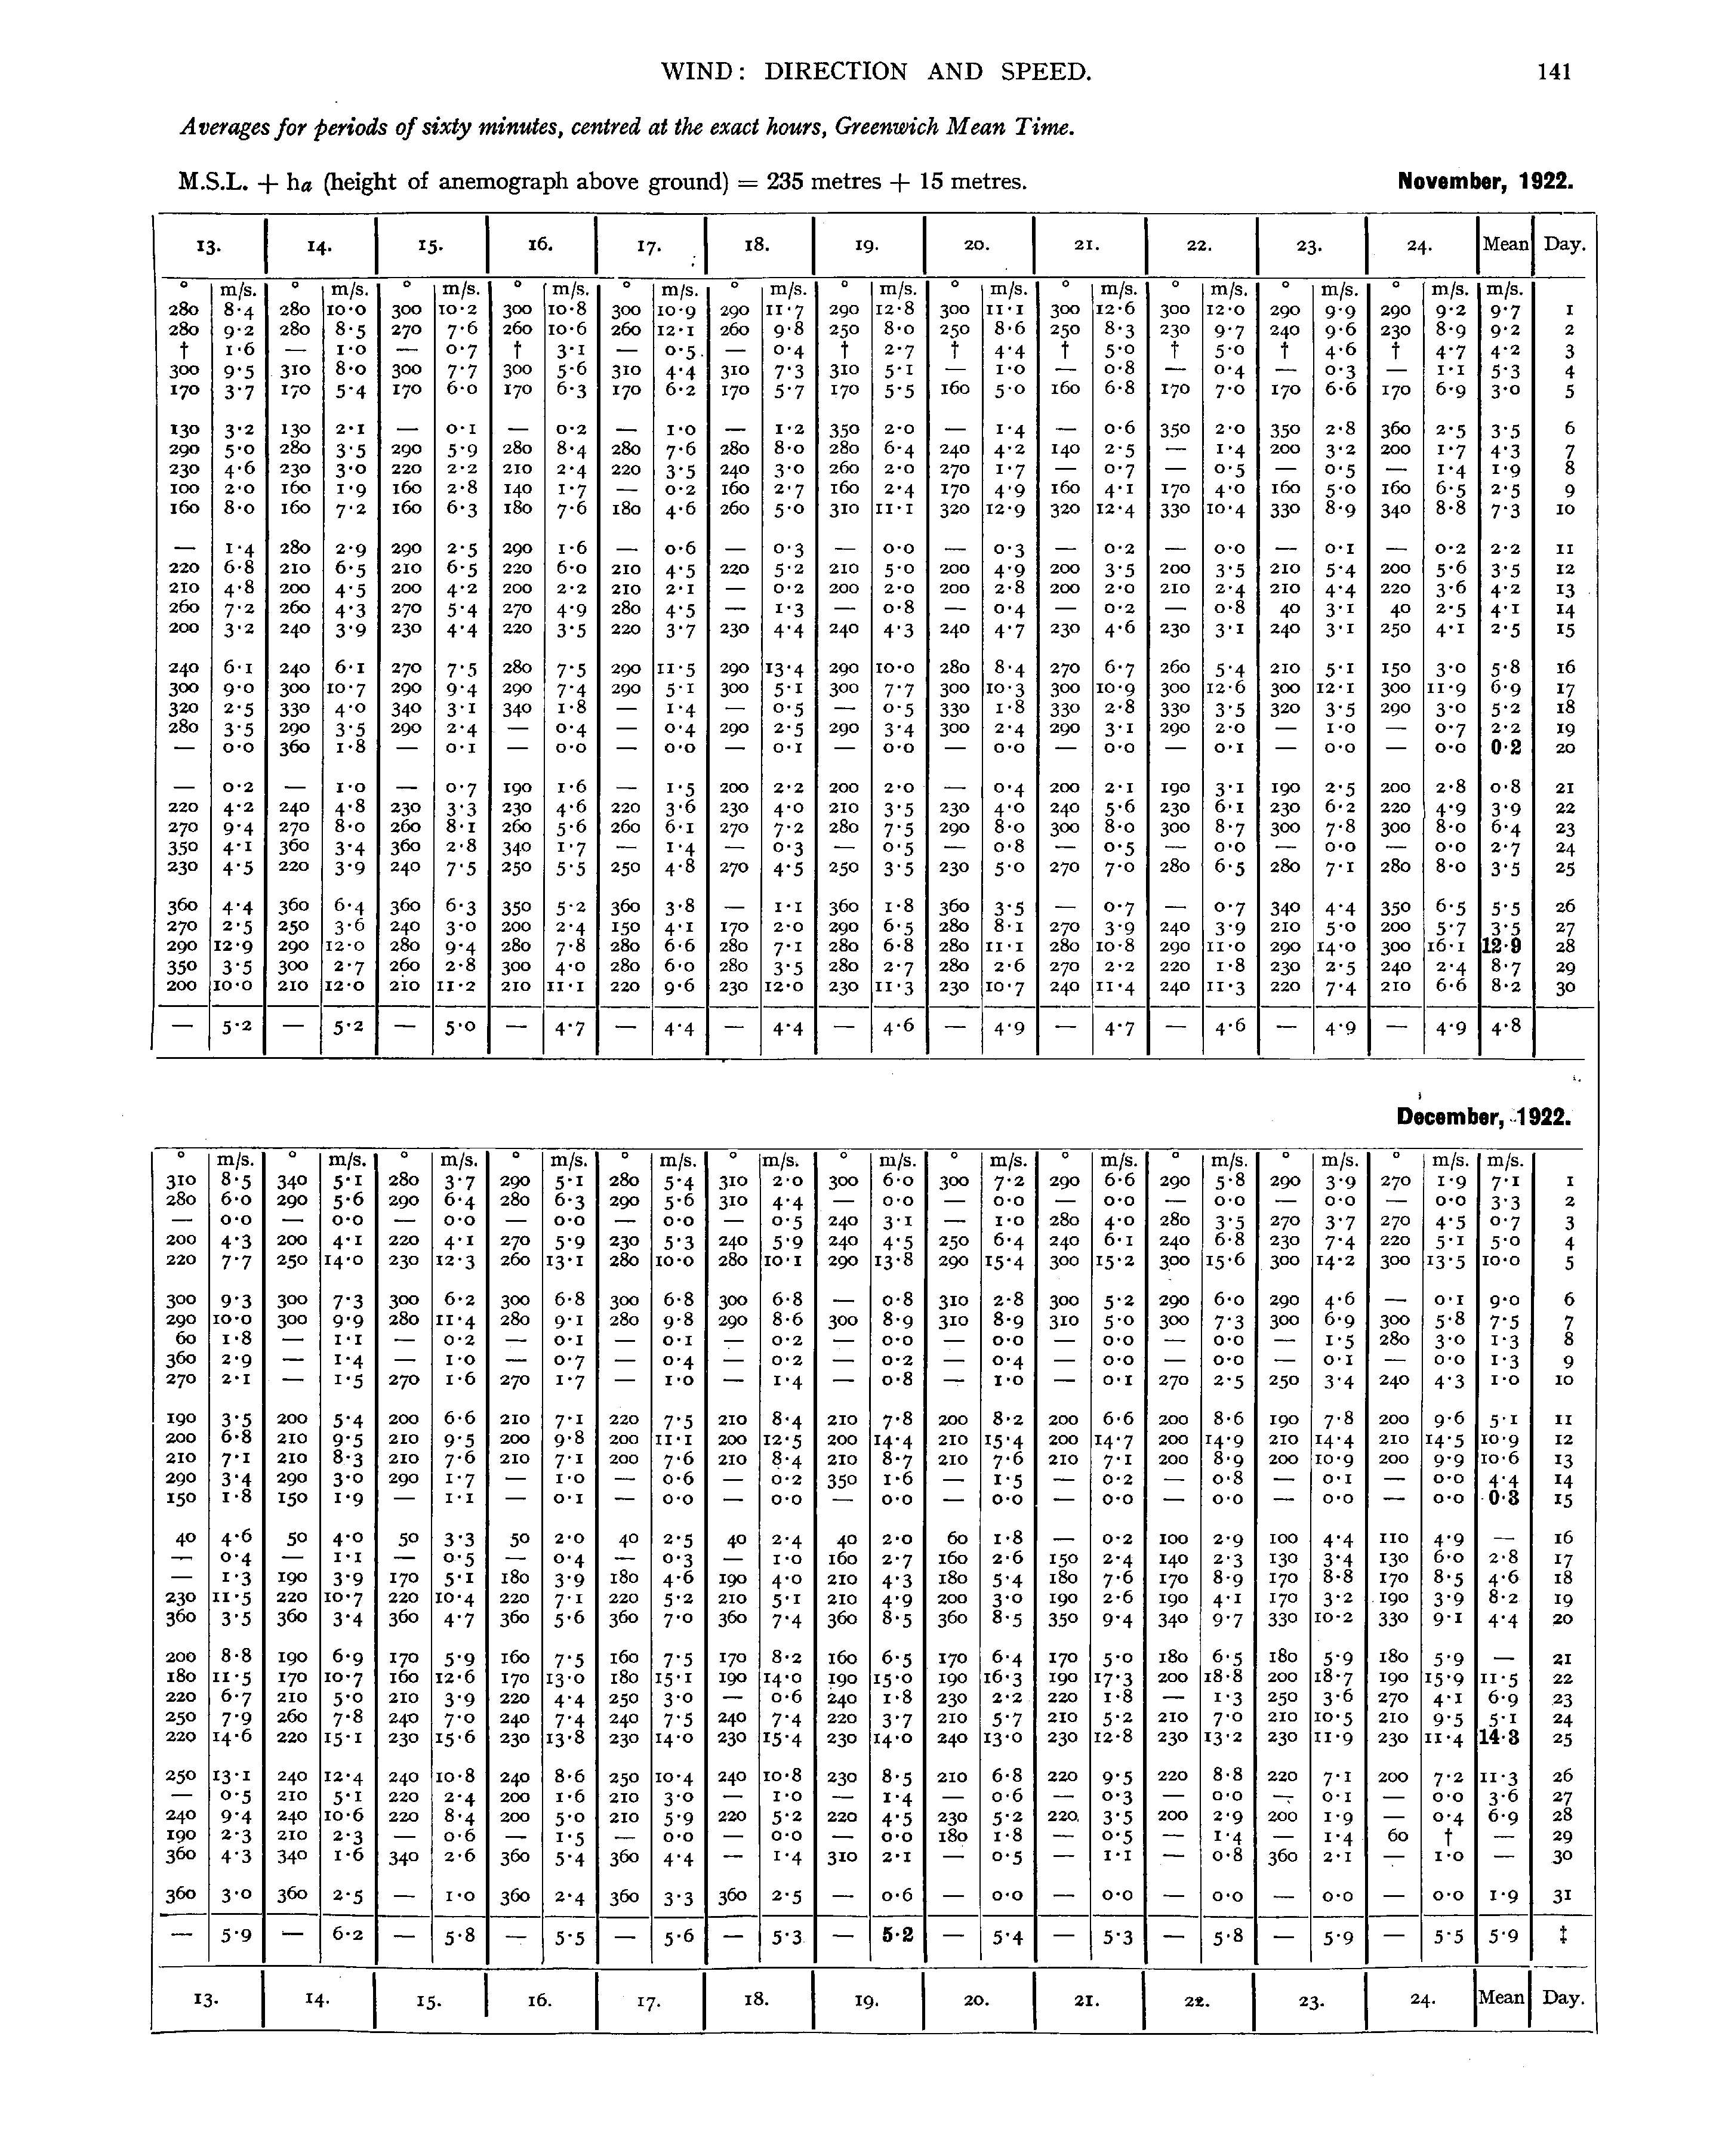 WIND: DIRECTION AND SPEED. 141
Averages for periods of sixty minutes, centred at the exact hours, Greenwich Mean Time.
M.S.L. + ha (height of anemograph above ground) = 235 metres + 15 metres. November, 1922.
13. 14. 15. 16. 17. 18. 19. 20. 21. 22. 23. 24. Mean Day.
° m/s. ° m/s. ° m/s. ° m/s. ° m/s. ° m/s. ° m/s. ° m/s. ° m/s. ° m/s. ° m/s. ° m/s. m/s.
280 8·4 280 10·0 300 10·2 300 10·8 300 10·9 290 11·7 290 12·8 300 11·1 300 12·6 300 12·0 290 9·9 290 9·2 9·7 1
280 9·2 280 8·5 270 7·6 260 10·6 260 12·1 260 9·8 250 8·0 250 8·6 250 8·3 230 9·7 240 9·6 230 8·9 9·2 2
† 1·6 — 1·0 — 0·7 † 3·1 — 0·5 — 0·4 † 2·7 † 4·4 † 5·0 † 5·0 † 4·6 † 4·7 4·2 3
300 9·5 310 8·0 300 7·7 300 5·6 310 4·4 310 7·3 310 5·1 — 1·0 — 0·8 — 0·4 — 0·3 — 1·1 5·3 4
170 3·7 170 5·4 170 6·0 170 6·3 170 6·2 170 5·7 170 5·5 160 5·0 160 6·8 170 7·0 170 6·6 170 6·9 3·0 5
130 3·2 130 2·1 — 0·1 — 0·2 — 1·0 — 1·2 350 2·0 — 1·4 — 0·6 350 2·0 350 2·8 360 2·5 3·5 6
290 5·0 280 3·5 290 5·9 280 8·4 280 7·6 280 8·0 280 6·4 240 4·2 140 2·5 — 1·4 200 3·2 200 1·7 4·3 7
230 4·6 230 3·0 220 2·2 210 2·4 220 3·5 240 3·0 260 2·0 270 1·7 — 0·7 — 0·5 — 0·5 — 1·4 1·9 8
100 2·0 160 1·9 160 2·8 140 1·7 — 0·2 160 2·7 160 2·4 170 4·9 160 4·1 170 4·0 160 5·0 160 6·5 2·5 9
160 8·0 160 7·2 160 6·3 180 7·6 180 4·6 260 5·0 310 11·1 320 12·9 320 12·4 330 10·4 330 8·9 340 8·8 7·3 10
— 1·4 280 2·9 290 2·5 290 1·6 — 0·6 — 0·3 — 0·0 — 0·3 — 0·2 — 0·0 — 0·1 — 0·2 2·2 11
220 6·8 210 6·5 210 6·5 220 6·0 210 4·5 220 5·2 210 5·0 200 4·9 200 3·5 200 3·5 210 5·4 200 5·6 3·5 12
210 4·8 200 4·5 200 4·2 200 2·2 210 2·1 — 0·2 200 2·0 200 2·8 200 2·0 210 2·4 210 4·4 220 3·6 4·2 13
260 7·2 260 4·3 270 5·4 270 4·9 280 4·5 — 1·3 — 0·8 — 0·4 — 0·2 — 0·8 40 3·1 40 2·5 4·1 14
200 3·2 240 3·9 230 4·4 220 3·5 220 3·7 230 4·4 240 4·3 240 4·7 230 4·6 230 3·1 240 3·1 250 4·1 2·5 15
240 6·1 240 6·1 270 7·5 280 7·5 290 11·5 290 13·4 290 10·0 280 8·4 270 6·7 260 5·4 210 5·1 150 3·0 5·8 16
300 9·0 300 10·7 290 9·4 290 7·4 290 5·1 300 5·1 300 7·7 300 10·3 300 10·9 300 12·6 300 12·1 300 11·9 6·9 17
320 2·5 330 4·0 340 3·1 340 1·8 — 1·4 — 0·5 — 0·5 330 1·8 330 2·8 330 3·5 320 3·5 290 3·0 5·2 18
280 3·5 290 3·5 290 2·4 — 0·4 — 0·4 290 2·5 290 3·4 300 2·4 290 3·1 290 2·0 — 1·0 — 0·7 2·2 19
— 0·0 360 1·8 — 0·1 — 0·0 — 0·0 — 0·1 — 0·0 — 0·0 — 0·0 — 0·1 — 0·0 — 0·0 0·2 20
— 0·2 — 1·0 — 0·7 190 1·6 — 1·5 200 2·2 200 2·0 — 0·4 200 2·1 190 3·1 190 2·5 200 2·8 0·8 21
220 4·2 240 4·8 230 3·3 230 4·6 220 3·6 230 4·0 210 3·5 230 4·0 240 5·6 230 6·1 230 6·2 220 4·9 3·9 22
270 9·4 270 8·0 260 8·1 260 5·6 260 6·1 270 7·2 280 7·5 290 8·0 300 8·0 300 8·7 300 7·8 300 8·0 6·4 23
350 4·1 360 3·4 360 2·8 340 1·7 — 1·4 — 0·3 — 0·5 — 0·8 — 0·5 — 0·0 — 0·0 — 0·0 2·7 24
230 4·5 220 3·9 240 7·5 250 5·5 250 4·8 270 4·5 250 3·5 230 5·0 270 7·0 280 6·5 280 7·1 280 8·0 3·5 25
360 4·4 360 6·4 360 6·3 350 5·2 360 3·8 — 1·1 360 1·8 360 3·5 — 0·7 — 0·7 340 4·4 350 6·5 5·5 26
270 2·5 250 3·6 240 3·0 200 2·4 150 4·1 170 2·0 290 6·5 280 8·1 270 3·9 240 3·9 210 5·0 200 5·7 3·5 27
290 12·9 290 12·0 280 9·4 280 7·8 280 6·6 280 7·1 280 6·8 280 11·1 280 10·8 290 11·0 290 14·0 300 16·1 12·9 28
350 3·5 300 2·7 260 2·8 300 4·0 280 6·0 280 3·5 280 2·7 280 2·6 270 2·2 220 1·8 230 2·5 240 2·4 8·7 29
200 10·0 210 12·0 210 11·2 210 11·1 220 9·6 230 12·0 230 11·3 230 10·7 240 11·4 240 11·3 220 7·4 210 6·6 8·2 30
— 5·2 — 5·2 — 5·0 — 4·7 — 4·4 — 4·4 — 4·6 — 4·9 — 4·7 — 4·6 — 4·9 — 4·9 4·8
December, 1922.
° m/s. ° m/s. ° m/s. ° m/s. ° m/s. ° m/s. ° m/s. ° m/s. ° m/s. ° m/s. ° m/s. ° m/s. m/s.
310 8·5 340 5·1 280 3·7 290 5·1 280 5·4 310 2·0 300 6·0 300 7·2 290 6·6 290 5·8 290 3·9 270 1·9 7·1 1
280 6·0 290 5·6 290 6·4 280 6·3 290 5·6 310 4·4 — 0·0 — 0·0 — 0·0 — 0·0 — 0·0 — 0·0 3·3 2
— 0·0 — 0·0 — 0·0 — 0·0 — 0·0 — 0·5 240 3·1 — 1·0 280 4·0 280 3·5 270 3·7 270 4·5 0·7 3
200 4·3 200 4·1 220 4·1 270 5·9 230 5·3 240 5·9 240 4·5 250 6·4 240 6·1 240 6·8 230 7·4 220 5·1 5·0 4
220 7·7 250 14·0 230 12·3 260 13·1 280 10·0 280 10·1 290 13·8 290 15·4 300 15·2 300 15·6 300 14·2 300 13·5 10·0 5
300 9·3 300 7·3 300 6·2 300 6·8 300 6·8 300 6·8 — 0·8 310 2·8 300 5·2 290 6·0 290 4·6 — 0·1 9·0 6
290 10·0 300 9·9 280 11·4 280 9·1 280 9·8 290 8·6 300 8·9 310 8·9 310 5·0 300 7·3 300 6·9 300 5·8 7·5 7
60 1·8 — 1·1 — 0·2 — 0·1 — 0·1 — 0·2 — 0·0 — 0·0 — 0·0 — 0·0 — 1·5 280 3·0 1·3 8
360 2·9 — 1·4 — 1·0 — 0·7 — 0·4 — 0·2 — 0·2 — 0·4 — 0·0 — 0·0 — 0·1 — 0·0 1·3 9
270 2·1 — 1·5 270 1·6 270 1·7 — 1·0 — 1·4 — 0·8 — 1·0 — 0·1 270 2·5 250 3·4 240 4·3 1·0 10
190 3·5 200 5·4 200 6·6 210 7·1 220 7·5 210 8·4 210 7·8 200 8·2 200 6·6 200 8·6 190 7·8 200 9·6 5·1 11
200 6·8 210 9·5 210 9·5 200 9·8 200 11·1 200 12·5 200 14·4 210 15·4 200 14·7 200 14·9 210 14·4 210 14·5 10·9 12
210 7·1 210 8·3 210 7·6 210 7·1 200 7·6 210 8·4 210 8·7 210 7·6 210 7·1 200 8·9 200 10·9 200 9·9 10·6 13
290 3·4 290 3·0 290 1·7 — 1·0 — 0·6 — 0·2 350 1·6 — 1·5 — 0·2 — 0·8 — 0·1 — 0·0 4·4 14
150 1·8 150 1·9 — 1·1 — 0·1 — 0·0 — 0·0 — 0·0 — 0·0 — 0·0 — 0·0 — 0·0 — 0·0 0·3 15
40 4·6 50 4·0 50 3·3 50 2·0 40 2·5 40 2·4 40 2·0 60 1·8 — 0·2 100 2·9 100 4·4 110 4·9 — 16
— 0·4 — 1·1 — 0·5 — 0·4 — 0·3 — 1·0 160 2·7 160 2·6 150 2·4 140 2·3 130 3·4 130 6·0 2·8 17
— 1·3 190 3·9 170 5·1 180 3·9 180 4·6 190 4·0 210 4·3 180 5·4 180 7·6 170 8·9 170 8·8 170 8·5 4·6 18
230 11·5 220 10·7 220 10·4 220 7·1 220 5·2 210 5·1 210 4·9 200 3·0 190 2·6 190 4·1 170 3·2 190 3·9 8·2 19
360 3·5 360 3·4 360 4·7 360 5·6 360 7·0 360 7·4 360 8·5 360 8·5 350 9·4 340 9·7 330 10·2 330 9·1 4·4 20
200 8·8 190 6·9 170 5·9 160 7·5 160 7·5 170 8·2 160 6·5 170 6·4 170 5·0 180 6·5 180 5·9 180 5·9 — 21
180 11·5 170 10·7 160 12·6 170 13·0 180 15·1 190 14·0 190 15·0 190 16·3 190 17·3 200 18·8 200 18·7 190 15·9 11·5 22
220 6·7 210 5·0 210 3·9 220 4·4 250 3·0 — 0·6 240 1·8 230 2·2 220 1·8 — 1·3 250 3·6 270 4·1 6·9 23
250 7·9 260 7·8 240 7·0 240 7·4 240 7·5 240 7·4 220 3·7 210 5·7 210 5·2 210 7·0 210 10·5 210 9·5 5·1 24
220 14·6 220 15·1 230 15·6 230 13·8 230 14·0 230 15·4 230 14·0 240 13·0 230 12·8 230 13·2 230 11·9 230 11·4 14·3 25
250 13·1 240 12·4 240 10·8 240 8·6 250 10·4 240 10·8 230 8·5 210 6·8 220 9·5 220 8·8 220 7·1 200 7·2 11·3 26
— 0·5 210 5·1 220 2·4 200 1·6 210 3·0 — 1·0 — 1·4 — 0·6 — 0·3 — 0·0 — 0·1 — 0·0 3·6 27
240 9·4 240 10·6 220 8·4 200 5·0 210 5·9 220 5·2 220 4·5 230 5·2 220 3·5 200 2·9 200 1·9 — 0·4 6·9 28
190 2·3 210 2·3 — 0·6 — 1·5 — 0·0 — 0·0 — 0·0 180 1·8 — 0·5 — 1·4 — 1·4 60 † — 29
360 4·3 340 1·6 340 2·6 360 5·4 360 4·4 — 1·4 310 2·1 — 0·5 — 1·1 — 0·8 360 2·1 — 1·0 — 30
360 3·0 360 2·5 — 1·0 360 2·4 360 3·3 360 2·5 — 0·6 — 0·0 — 0·0 — 0·0 — 0·0 — 0·0 1·9 31
— 5·9 — 6·2 — 5·8 — 5·5 — 5·6 — 5·3 — 5·2 — 5·4 — 5·3 — 5·8 — 5·9 — 5·5 5·9 ‡
13. 14. 15. 16. 17. 18. 19. 20. 21. 22. 23. 24. Mean Day.